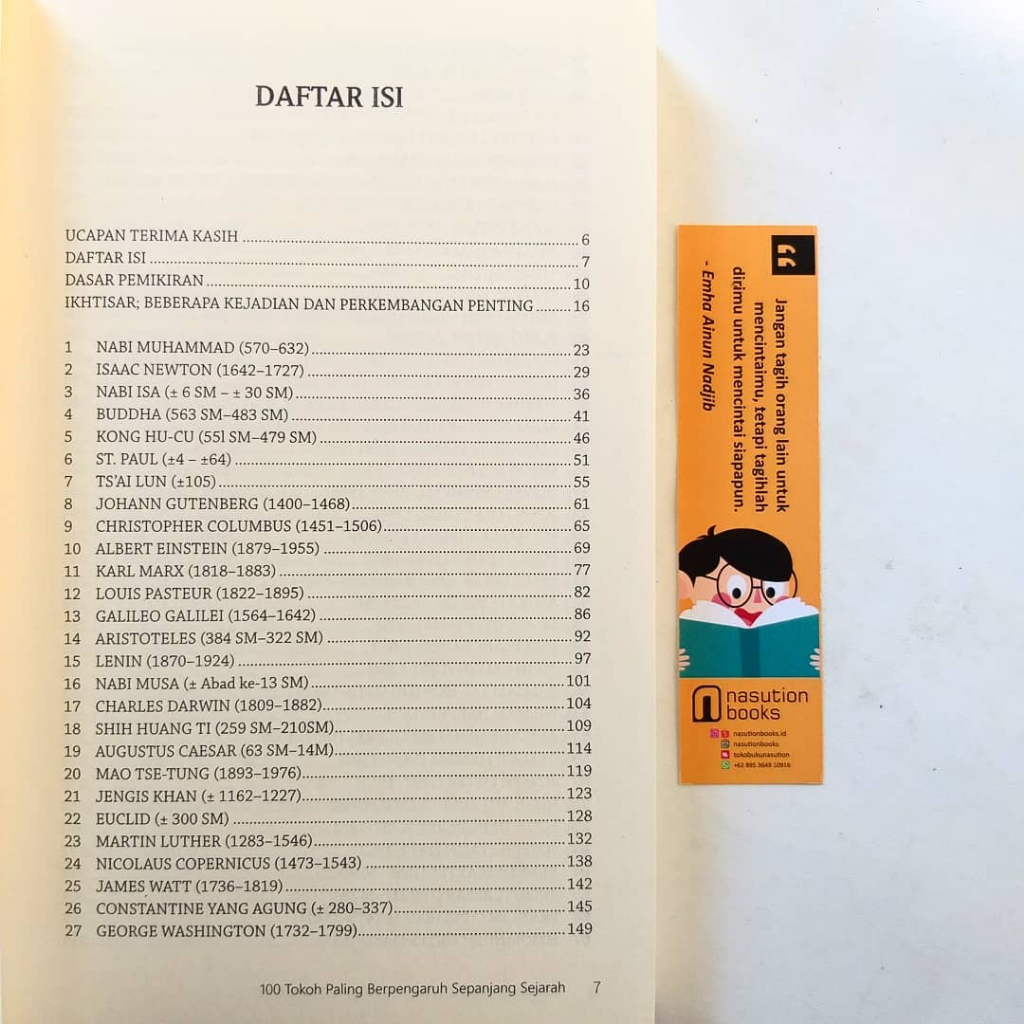 DAFTAR ISI
UCAPAN TERIMA KASIH ........ 6
DAFTAR ISI ........ 7
DASAR PEMIKIRAN ........ 10
IKHTISAR; BEBERAPA KEJADIAN DAN PERKEMBANGAN PENTING ........ 16
1 NABI MUHAMMAD (570–632) ........ 23
2 ISAAC NEWTON (1642–1727) ........ 29
3 NABI ISA (± 6 SM – ± 30 SM) ........ 36
4 BUDDHA (563 SM–483 SM) ........ 41
5 KONG HU-CU (55l SM–479 SM) ........ 46
6 ST. PAUL (±4 – ±64) ........ 51
7 TS'AI LUN (±105) ........ 55
8 JOHANN GUTENBERG (1400–1468) ........ 61
9 CHRISTOPHER COLUMBUS (1451–1506) ........ 65
10 ALBERT EINSTEIN (1879–1955) ........ 69
11 KARL MARX (1818–1883) ........ 77
12 LOUIS PASTEUR (1822–1895) ........ 82
13 GALILEO GALILEI (1564–1642) ........ 86
14 ARISTOTELES (384 SM–322 SM) ........ 92
15 LENIN (1870–1924) ........ 97
16 NABI MUSA (± Abad ke-13 SM) ........ 101
17 CHARLES DARWIN (1809–1882) ........ 104
18 SHIH HUANG TI (259 SM–210SM) ........ 109
19 AUGUSTUS CAESAR (63 SM–14M) ........ 114
20 MAO TSE-TUNG (1893–1976) ........ 119
21 JENGIS KHAN (± 1162–1227) ........ 123
22 EUCLID (± 300 SM) ........ 128
23 MARTIN LUTHER (1283–1546) ........ 132
24 NICOLAUS COPERNICUS (1473–1543) ........ 138
25 JAMES WATT (1736–1819) ........ 142
26 CONSTANTINE YANG AGUNG (± 280–337) ........ 145
27 GEORGE WASHINGTON (1732–1799) ........ 149
100 Tokoh Paling Berpengaruh Sepanjang Sejarah 7
“
Jangan tagih orang lain untuk
mencintaimu, tetapi tagihlah
dirimu untuk mencintai siapapun.
- Emha Ainun Nadjib
nasution
books
nasutionbooks.id
nasutionbooks
tokobukunasution
+62 885 3649 10816